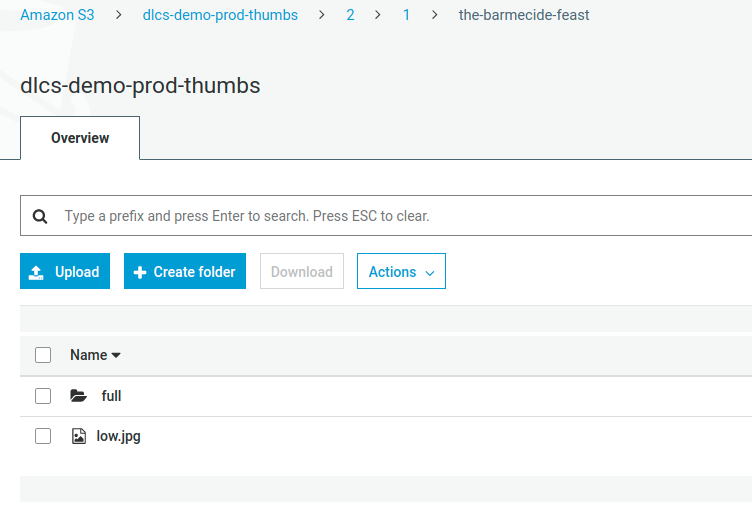 Amazon S3 > dlcs-demo-prod-thumbs > 2 > 1 > the-barmecide-feast
dlcs-demo-prod-thumbs
Overview
Type a prefix and press Enter to search. Press ESC to clear.
Upload Create folder Download Actions
Name
full
low.jpg